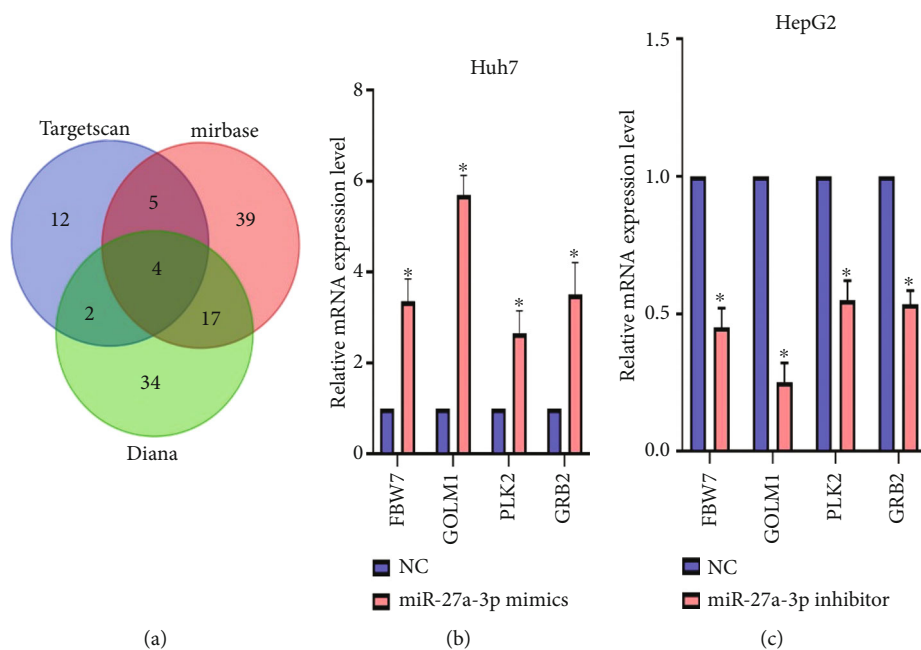 Targetscan
mirbase
12
5
39
4
2
17
34
Diana
(a)
Huh7
Relative mRNA expression level
8
6
4
2
0
*
*
*
*
FBW7
GOLM1
PLK2
GRB2
NC
miR-27a-3p mimics
(b)
HepG2
Relative mRNA expression level
1.5
1.0
0.5
0.0
*
*
*
*
FBW7
GOLM1
PLK2
GRB2
NC
miR-27a-3p inhibitor
(c)